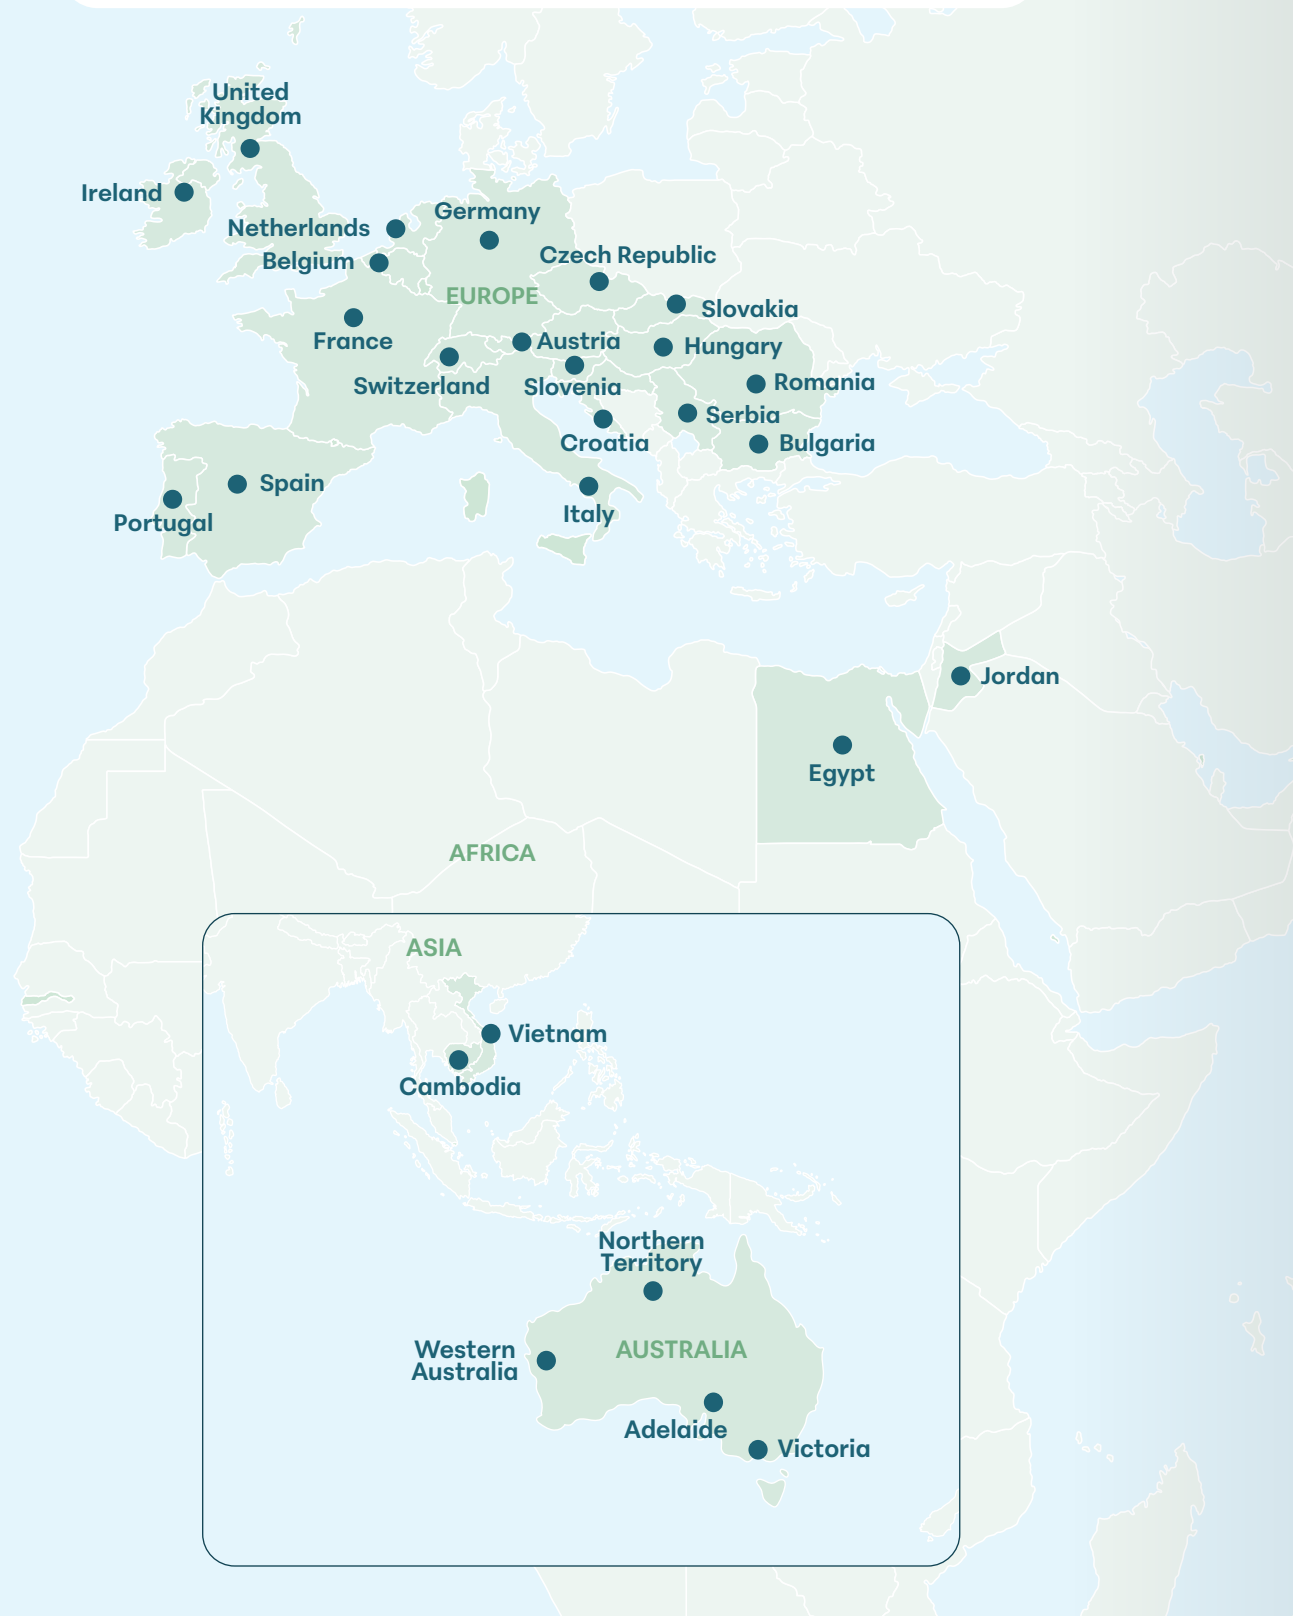 United
Kingdom
Ireland
Germany
Netherlands
Czech Republic
Belgium
EUROPE
Slovakia
France
Austria
Hungary
Switzerland
Slovenia
Romania
Serbia
Croatia
Bulgaria
Spain
Italy
Portugal
Jordan
Egypt
AFRICA
ASIA
Vietnam
Cambodia
Northern
Territory
Western
Australia
AUSTRALIA
Adelaide
Victoria